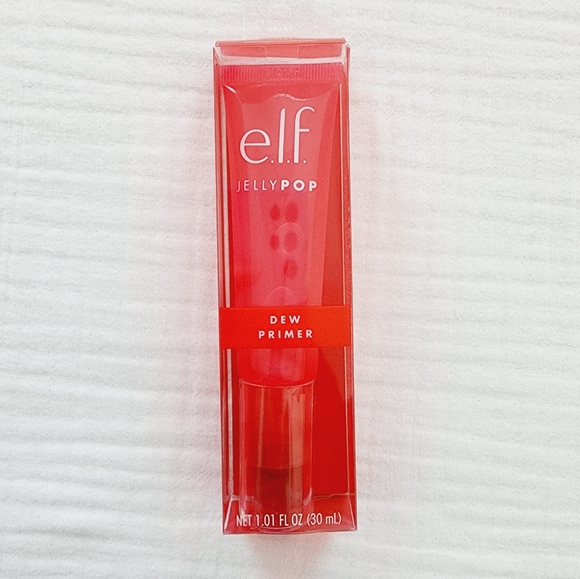 e.l.f.
JELLYPOP
DEW
PRIMER
NET 1.01 FL OZ (30 mL)